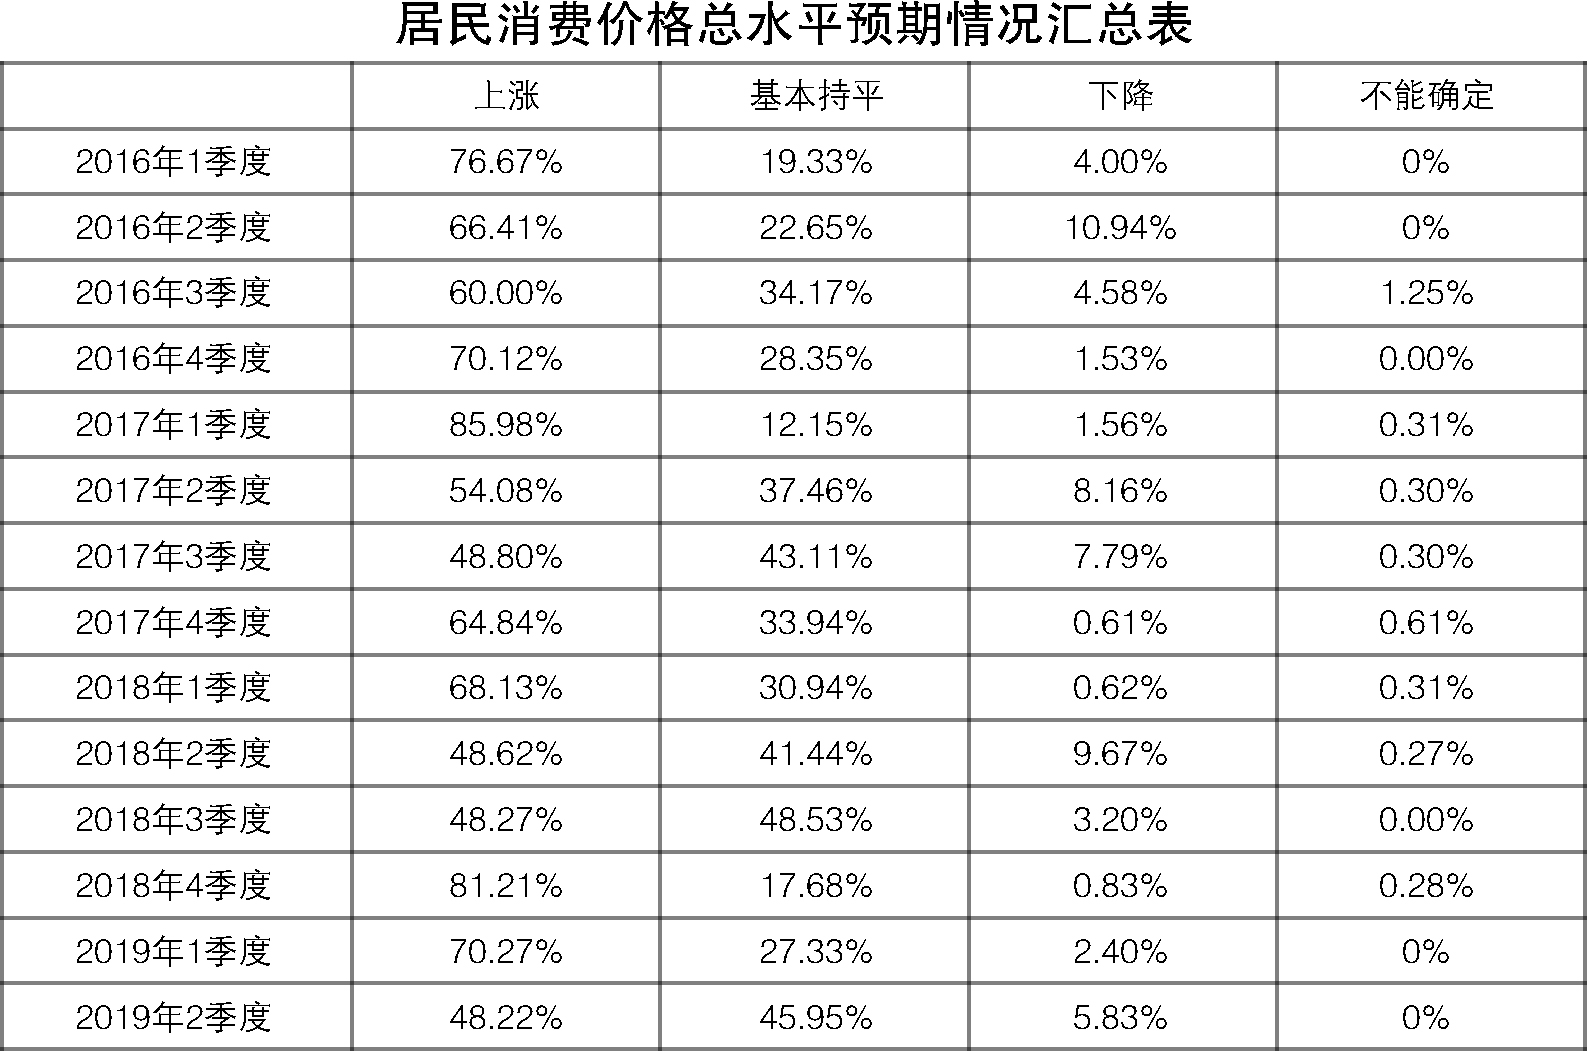 居民消费价格总水平预期情况汇总表
上涨 基本持平 下降 不能确定
2016年1季度 76.67% 19.33% 4.00% 0%
2016年2季度 66.41% 22.65% 10.94% 0%
2016年3季度 60.00% 34.17% 4.58% 1.25%
2016年4季度 70.12% 28.35% 1.53% 0.00%
2017年1季度 85.98% 12.15% 1.56% 0.31%
2017年2季度 54.08% 37.46% 8.16% 0.30%
2017年3季度 48.80% 43.11% 7.79% 0.30%
2017年4季度 64.84% 33.94% 0.61% 0.61%
2018年1季度 68.13% 30.94% 0.62% 0.31%
2018年2季度 48.62% 41.44% 9.67% 0.27%
2018年3季度 48.27% 48.53% 3.20% 0.00%
2018年4季度 81.21% 17.68% 0.83% 0.28%
2019年1季度 70.27% 27.33% 2.40% 0%
2019年2季度 48.22% 45.95% 5.83% 0%